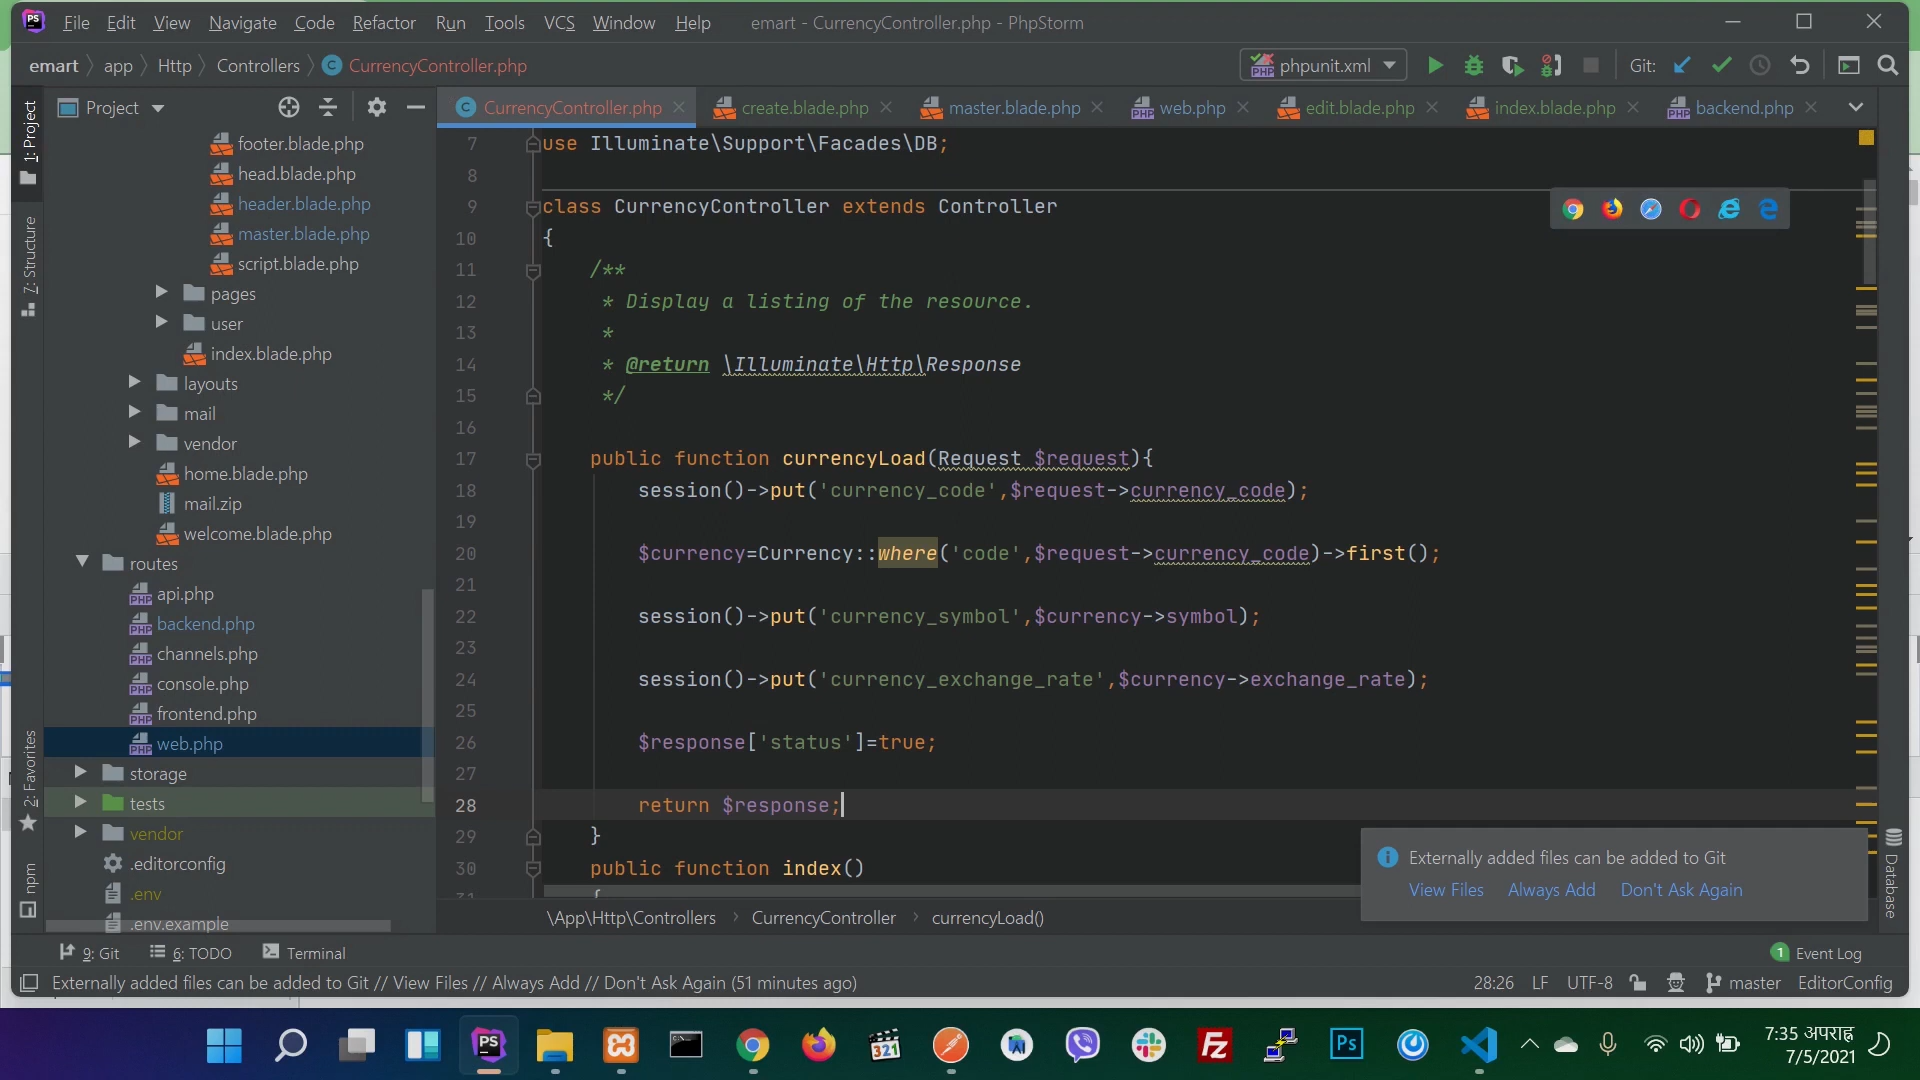 File Edit View Navigate Code Refactor Run Tools VCS Window Help emart - CurrencyController.php - PhpStorm
emart app Http Controllers CurrencyController.php phpunit.xml Git:
Project CurrencyController.php create.blade.php master.blade.php web.php edit.blade.php index.blade.php backend.php
1: Project
7: Structure
2: Favorites
npm
footer.blade.php
head.blade.php
header.blade.php
master.blade.php
script.blade.php
pages
user
index.blade.php
layouts
mail
vendor
home.blade.php
mail.zip
welcome.blade.php
routes
api.php
backend.php
channels.php
console.php
frontend.php
web.php
storage
tests
vendor
.editorconfig
.env
.env.example
7 use Illuminate\Support\Facades\DB;
8
9 class CurrencyController extends Controller
10 {
11 /**
12 * Display a listing of the resource.
13 *
14 * @return \Illuminate\Http\Response
15 */
16
17 public function currencyLoad(Request $request){
18 session()->put('currency_code',$request->currency_code);
19
20 $currency=Currency::where('code',$request->currency_code)->first();
21
22 session()->put('currency_symbol',$currency->symbol);
23
24 session()->put('currency_exchange_rate',$currency->exchange_rate);
25
26 $response['status']=true;
27
28 return $response;
29 }
30 public function index()
31 {
Externally added files can be added to Git
View Files Always Add Don't Ask Again
Database
\App\Http\Controllers CurrencyController currencyLoad()
9: Git 6: TODO Terminal 1 Event Log
Externally added files can be added to Git // View Files // Always Add // Don't Ask Again (51 minutes ago) 28:26 LF UTF-8 master EditorConfig
7:35 अपराह्न
7/5/2021